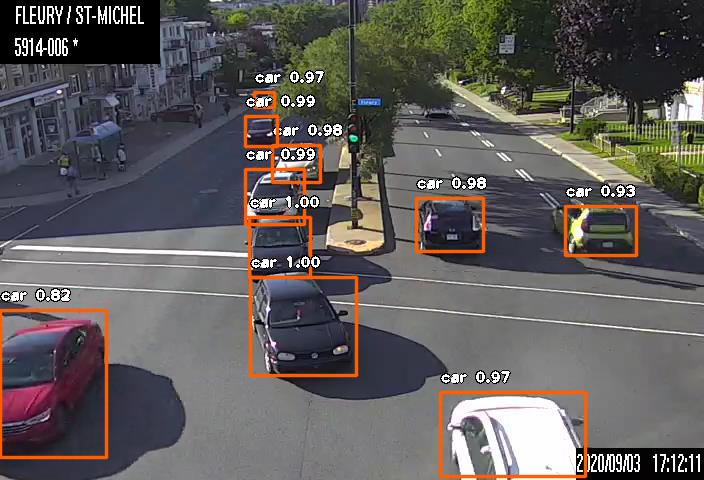 FLEURY / ST-MICHEL
5914-006 *
car 0.97
car 0.99
car 0.98
car 0.99
car 1.00
car 1.00
car 0.98
car 0.93
car 0.82
car 0.97
Fleury
2020/09/03 17:12:11